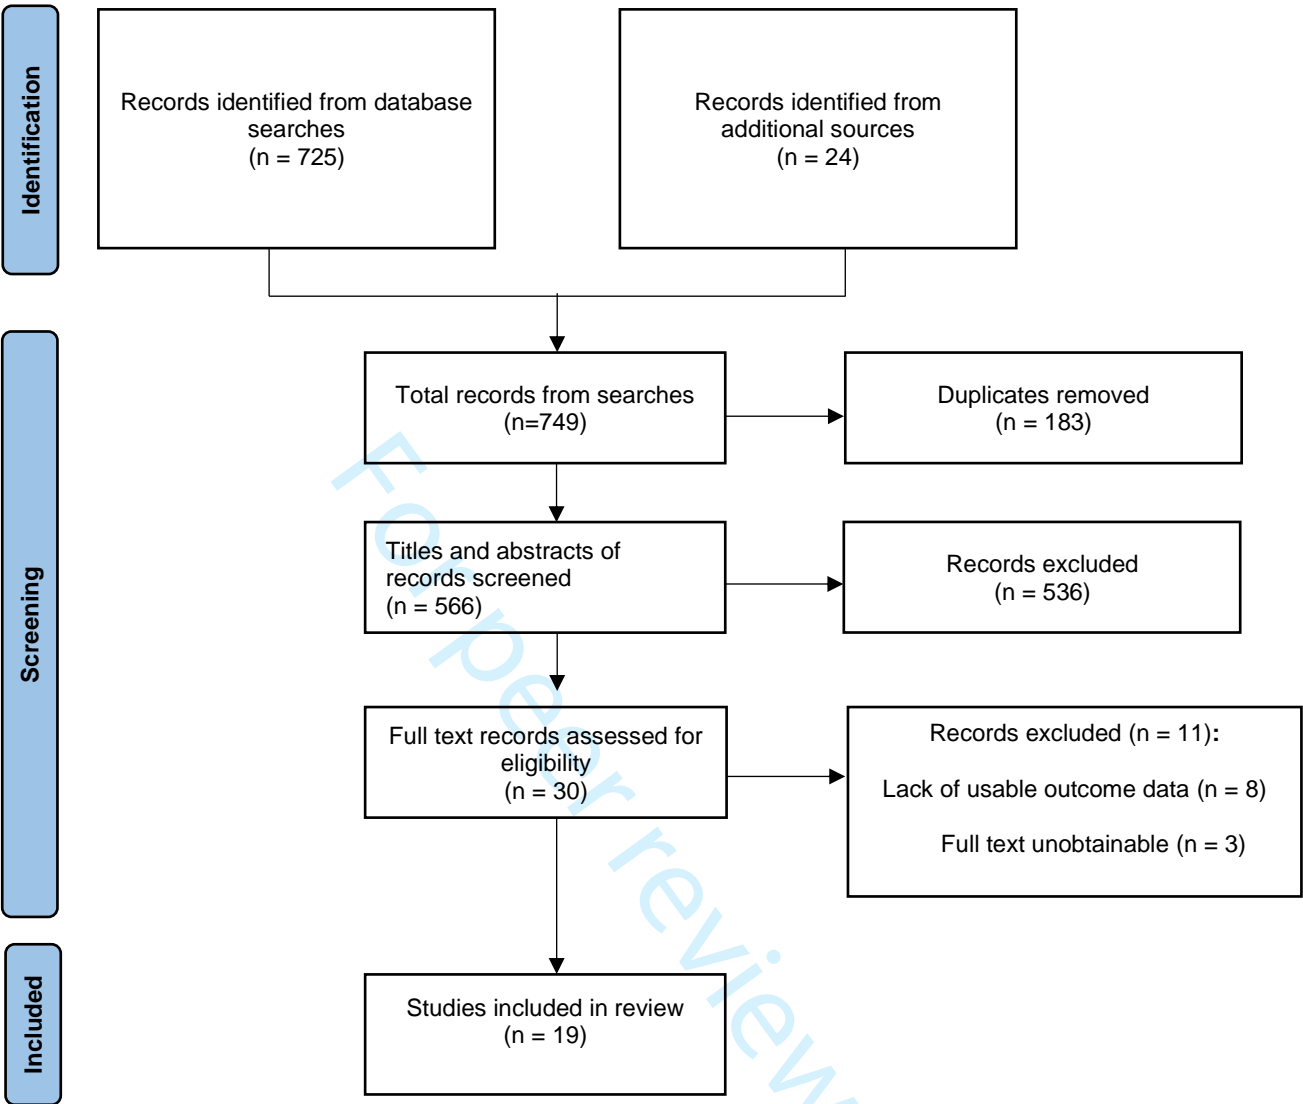 Identification
Records identified from database
searches
(n = 725)
Records identified from
additional sources
(n = 24)
Screening
Total records from searches
(n=749)
Duplicates removed
(n = 183)
Titles and abstracts of
records screened
(n = 566)
Records excluded
(n = 536)
Full text records assessed for
eligibility
(n = 30)
Records excluded (n = 11):
Lack of usable outcome data (n = 8)
Full text unobtainable (n = 3)
Included
Studies included in review
(n = 19)
For peer review